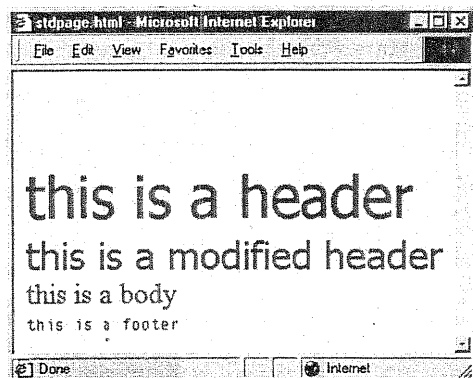 stdpage.html - Microsoft Internet Explorer
File Edit View Favorites Tools Help
this is a header
this is a modified header
this is a body
this is a footer
Done Internet